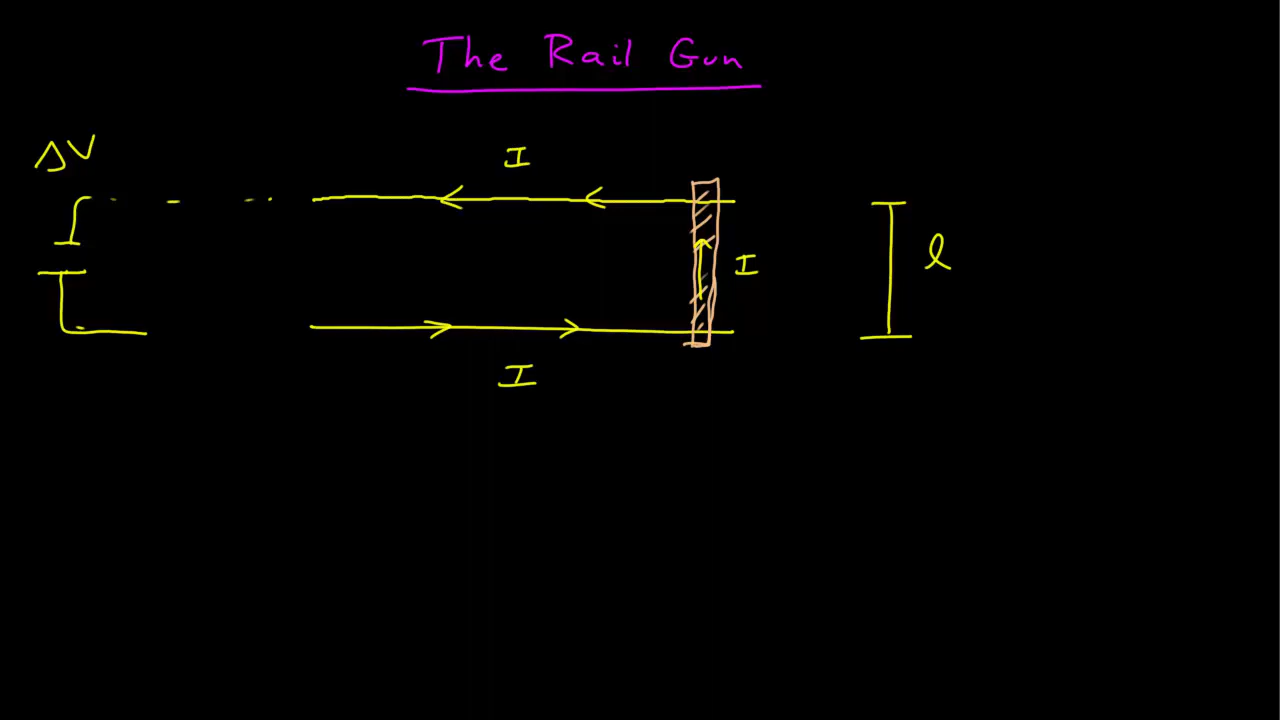 The Rail Gun
ΔV
I
I
ℓ
I